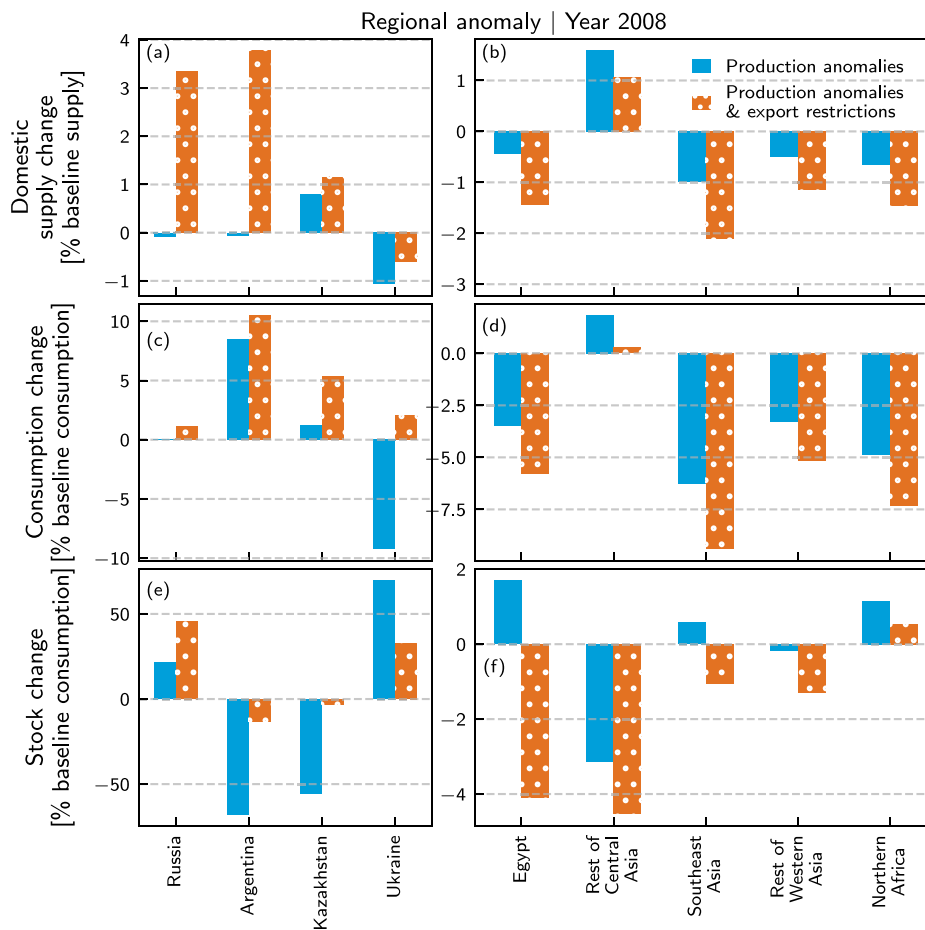 Regional anomaly | Year 2008
Domestic
supply change
[% baseline supply]
(a)
4
3
2
1
0
−1
(b)
Production anomalies
Production anomalies
& export restrictions
1
0
−1
−2
−3
Consumption change
[% baseline consumption]
(c)
10
5
0
−5
−10
(d)
0.0
−2.5
−5.0
−7.5
Stock change
[% baseline consumption]
(e)
50
0
−50
(f)
2
0
−2
−4
Russia
Argentina
Kazakhstan
Ukraine
Egypt
Rest of
Central
Asia
Southeast
Asia
Rest of
Western
Asia
Northern
Africa